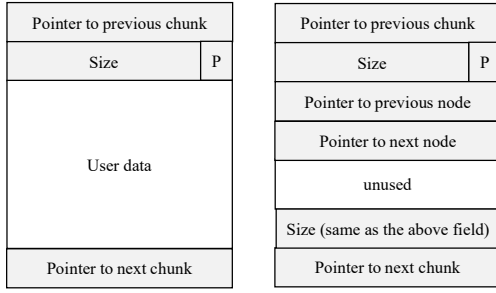 Pointer to previous chunk
Size P
User data
Pointer to next chunk
Pointer to previous chunk
Size P
Pointer to previous node
Pointer to next node
unused
Size (same as the above field)
Pointer to next chunk